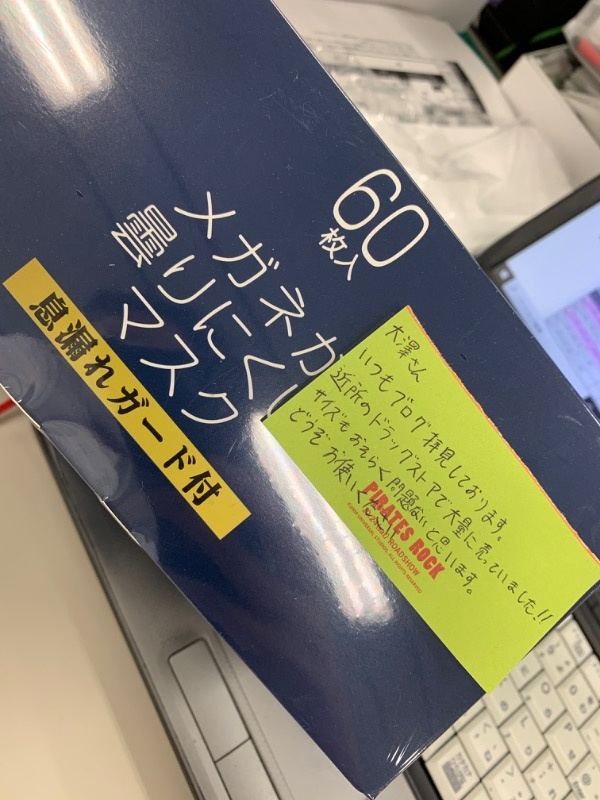 60
枚入
メガネが
曇りにくい
マスク
息漏れガード付
大澤さん
いつもブログ拝見しております。
近所のドラッグストアで大量に売っていました!!
サイズもおそらく問題ないと思います。
どうぞお使いください
PIRATES ROCK
ROADSHOW